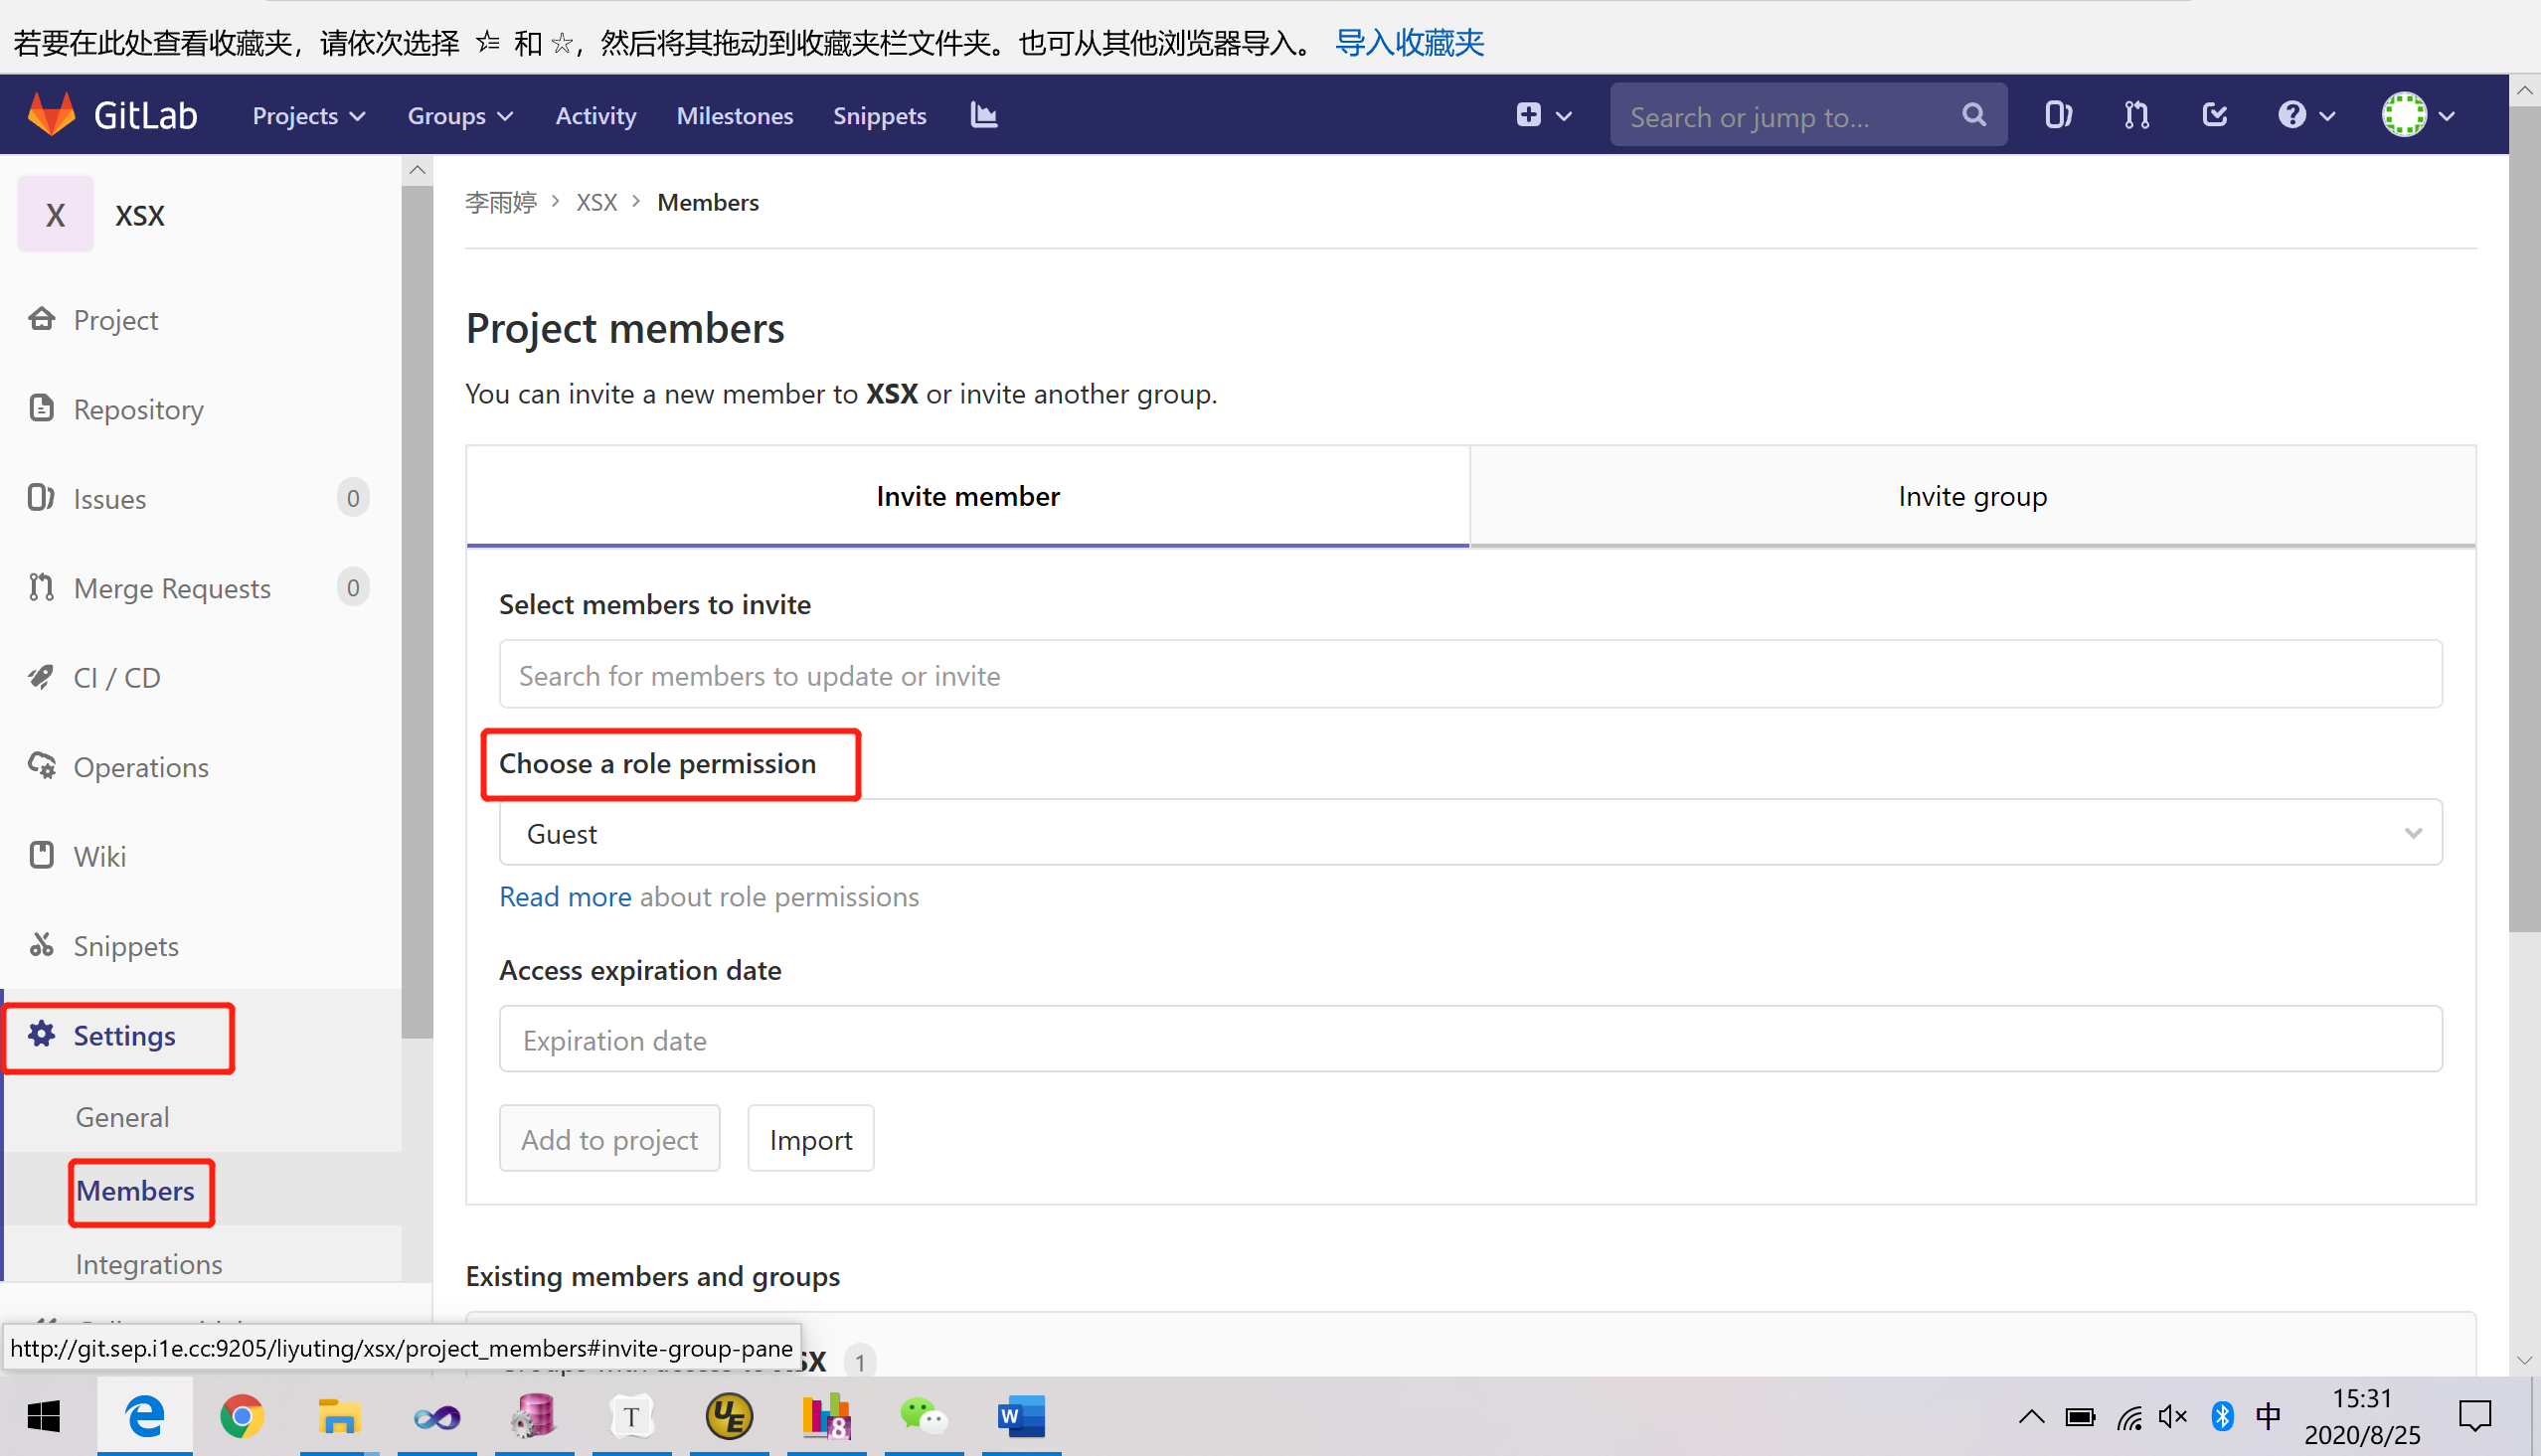 若要在此处查看收藏夹，请依次选择 和 ☆，然后将其拖动到收藏夹栏文件夹。也可从其他浏览器导入。 导入收藏夹
GitLab Projects Groups Activity Milestones Snippets Search or jump to...
X XSX
李雨婷 > XSX > Members
Project
Repository
Issues 0
Merge Requests 0
CI / CD
Operations
Wiki
Snippets
Settings
General
Members
Integrations
Project members
You can invite a new member to XSX or invite another group.
Invite member Invite group
Select members to invite
Search for members to update or invite
Choose a role permission
Guest
Read more about role permissions
Access expiration date
Expiration date
Add to project Import
Existing members and groups
XSX 1
http://git.sep.i1e.cc:9205/liyuting/xsx/project_members#invite-group-pane
T UE 8 W 中
15:31
2020/8/25